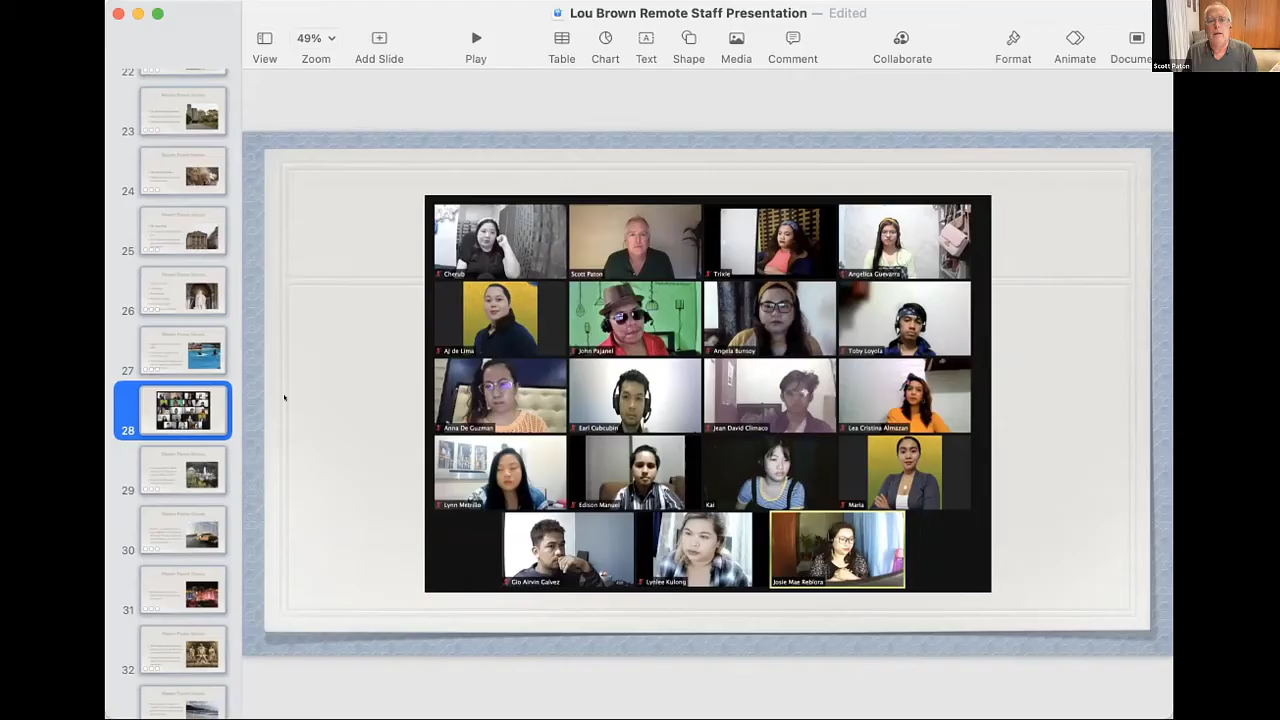 Lou Brown Remote Staff Presentation — Edited
49%
View Zoom Add Slide Play Table Chart Text Shape Media Comment Collaborate Format Animate Docume
Scott Paton
22
23
24
25
26
27
28
29
30
31
32
Cherub Scott Paton Trixie Angelica Guevarra
AJ de Lima John Pajanel Angela Bunsoy Toby Loyola
Anna De Guzman Earl Cubcubin Jean David Climaco Lea Cristina Almazan
Lynn Metrillo Edison Manuel Kai Maria
Gio Airvin Galvez Lynlee Kulong Josie Mae Reblora